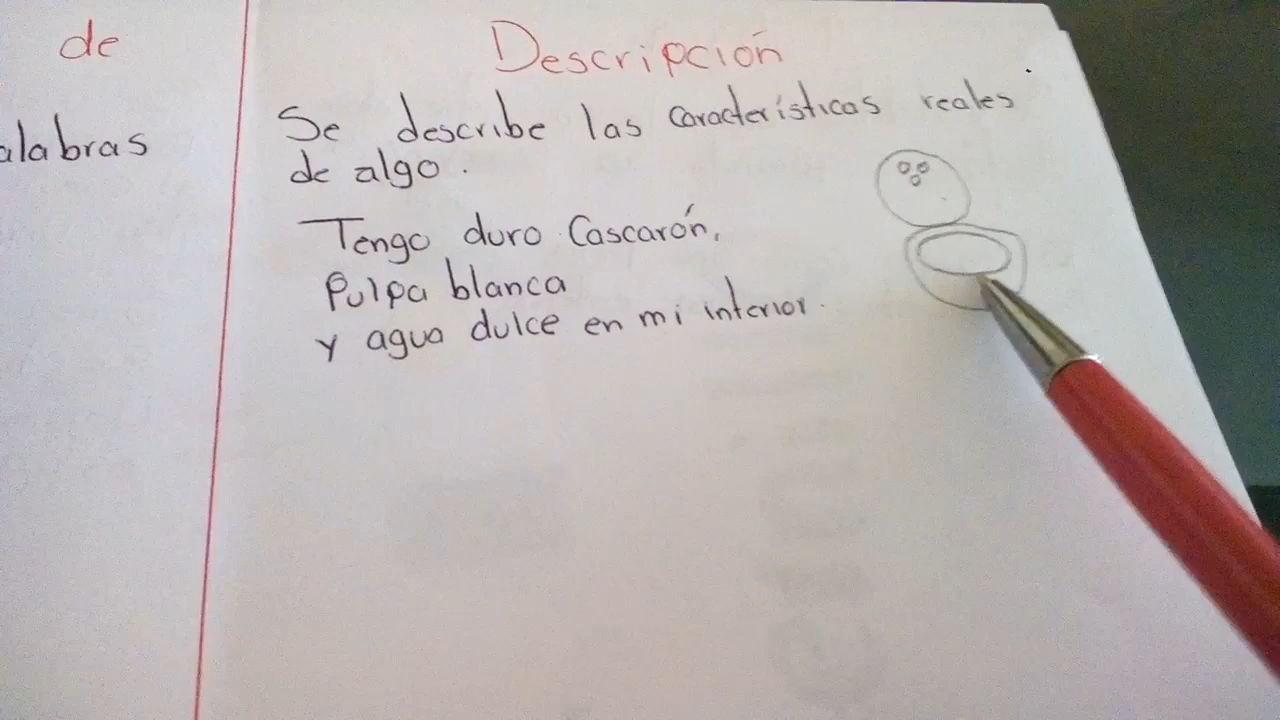 de
alabras
Descripción
Se describe las características reales
de algo.
Tengo duro Cascarón,
Pulpa blanca
y agua dulce en mi interior.